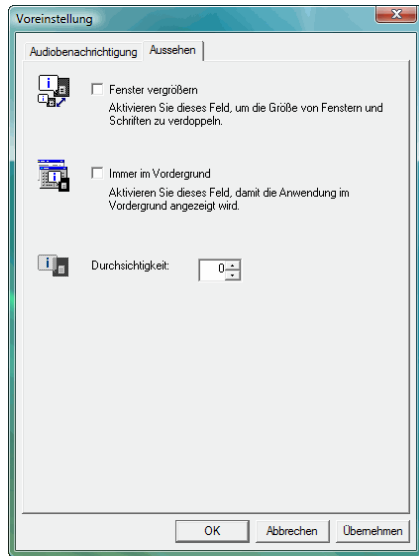 Voreinstellung
Audiobenachrichtigung Aussehen
Fenster vergrößern
Aktivieren Sie dieses Feld, um die Größe von Fenstern und
Schriften zu verdoppeln.
Immer im Vordergrund
Aktivieren Sie dieses Feld, damit die Anwendung im
Vordergrund angezeigt wird.
Durchsichtigkeit: 0
OK Abbrechen Übernehmen